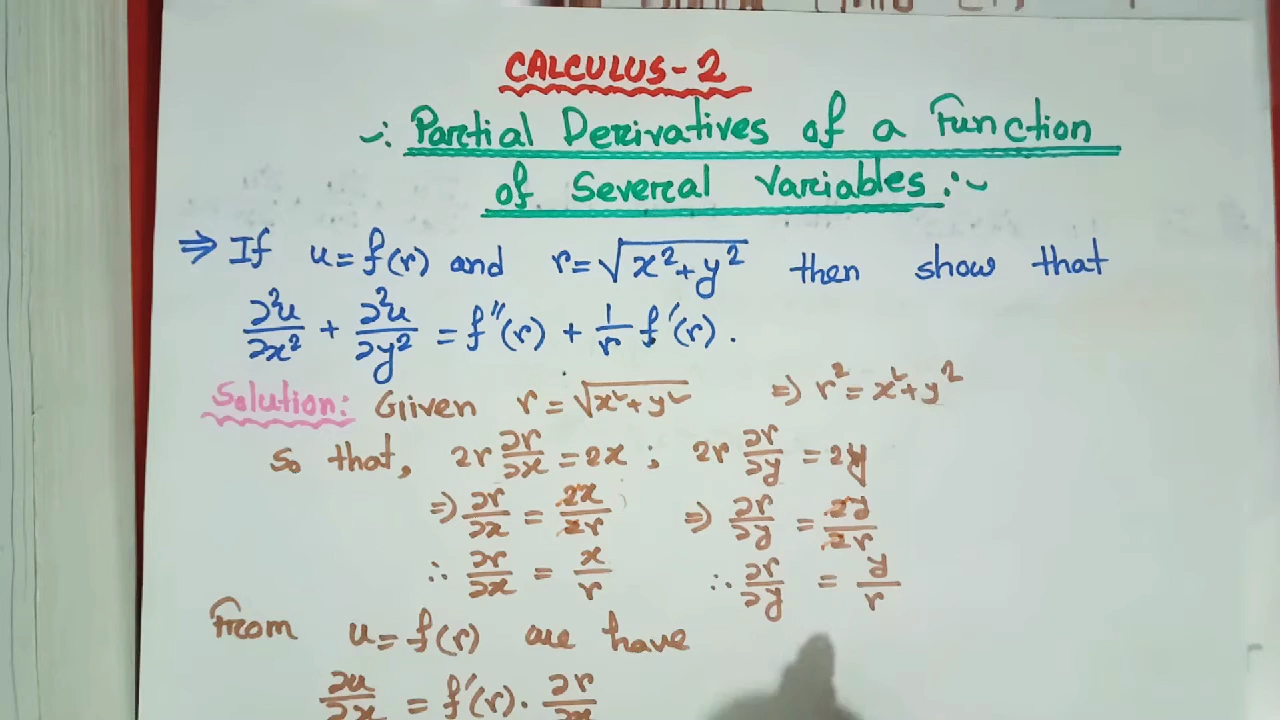 CALCULUS-2
∴ Partial Derivatives of a Function
of Several Variables:~
⇒ If u=f(r) and r=√(x²+y²) then show that
∂²u/∂x² + ∂²u/∂y² = f''(r) + 1/r f'(r).
Solution: Given r=√(x²+y²) ⇒ r²=x²+y²
so that, 2r ∂r/∂x = 2x ; 2r ∂r/∂y = 2y
⇒ ∂r/∂x = 2x/2r ⇒ ∂r/∂y = 2y/2r
∴ ∂r/∂x = x/r ∴ ∂r/∂y = y/r
From u=f(r) we have
∂u/∂x = f'(r). ∂r/∂x